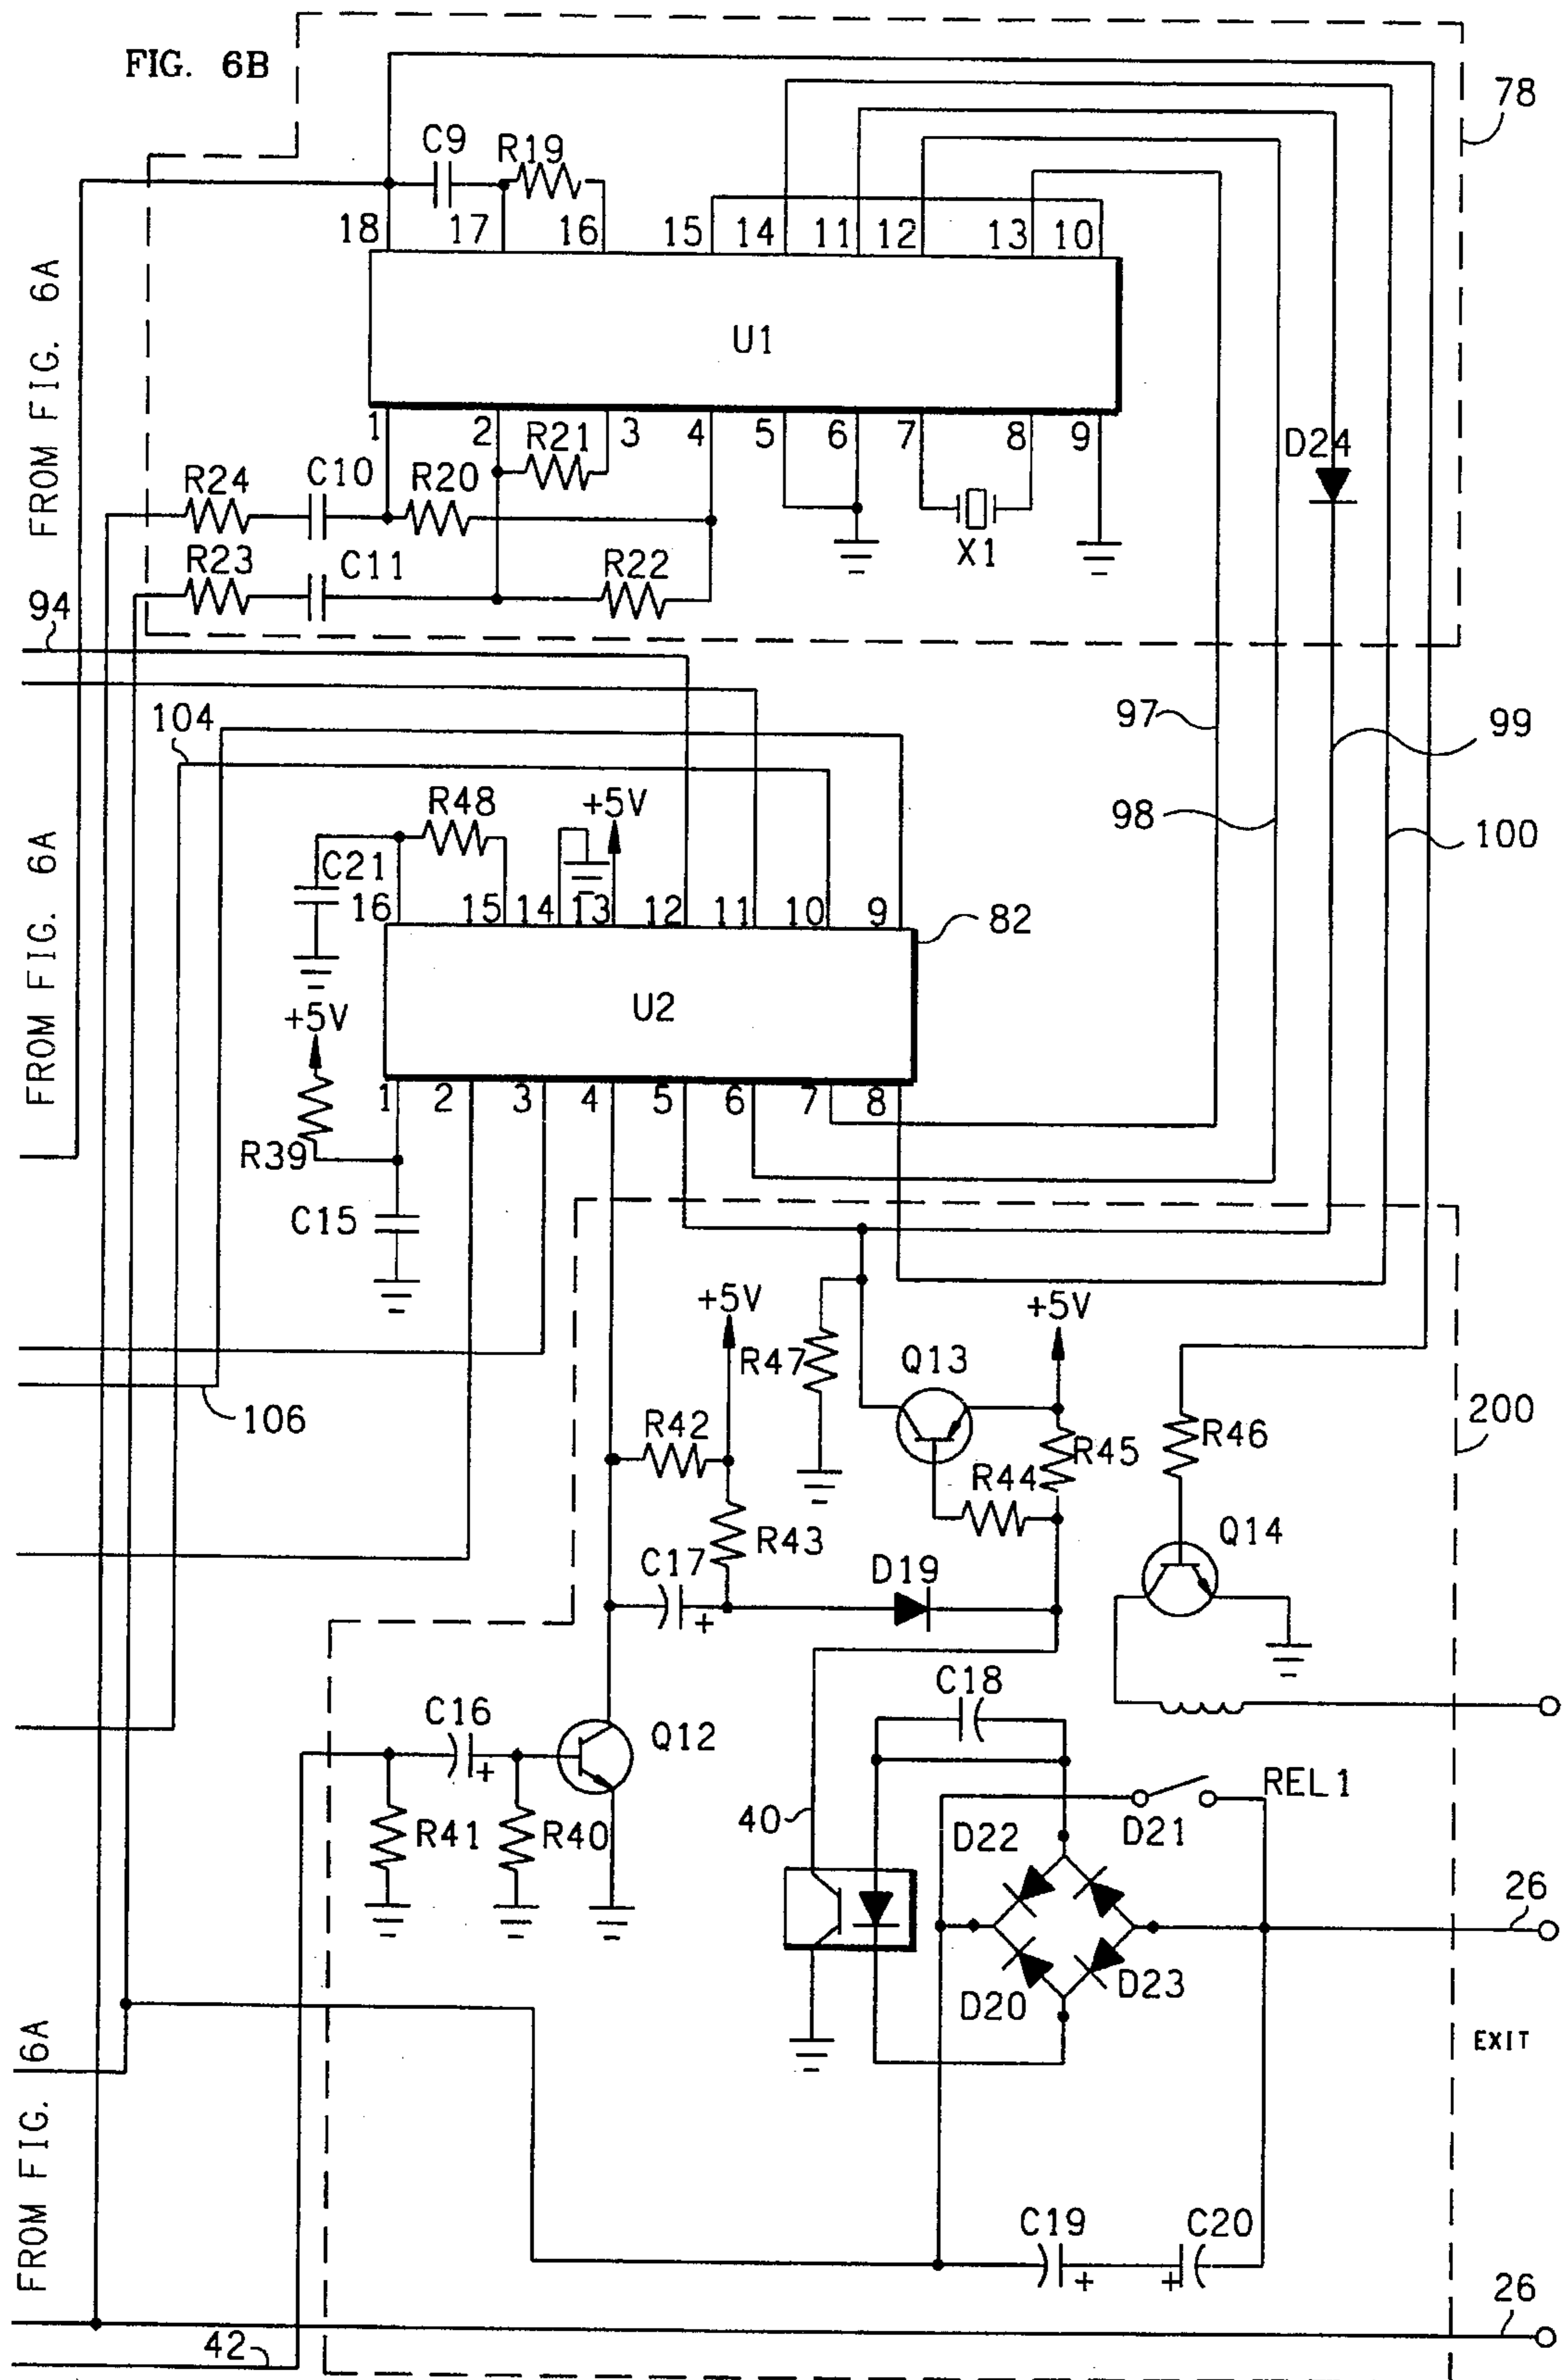 FIG. 6B
78
C9
R19
18
17
16
15
14
11
12
13
10
U1
FROM FIG. 6A
1
2
R21
3
4
5
6
7
8
9
D24
R24
C10
R20
R23
C11
R22
X1
94
104
97
99
R48
+5V
98
100
C21
16
15
14
13
12
11
10
9
82
FROM FIG. 6A
+5V
U2
1
2
3
4
5
6
7
8
R39
C15
+5V
+5V
R47
Q13
106
200
R42
R45
R46
R44
R43
Q14
C17
+
D19
C18
C16
+
Q12
REL1
40
D21
R41
R40
D22
26
D20
D23
FROM FIG. 6A
EXIT
C19
C20
+
+
26
42